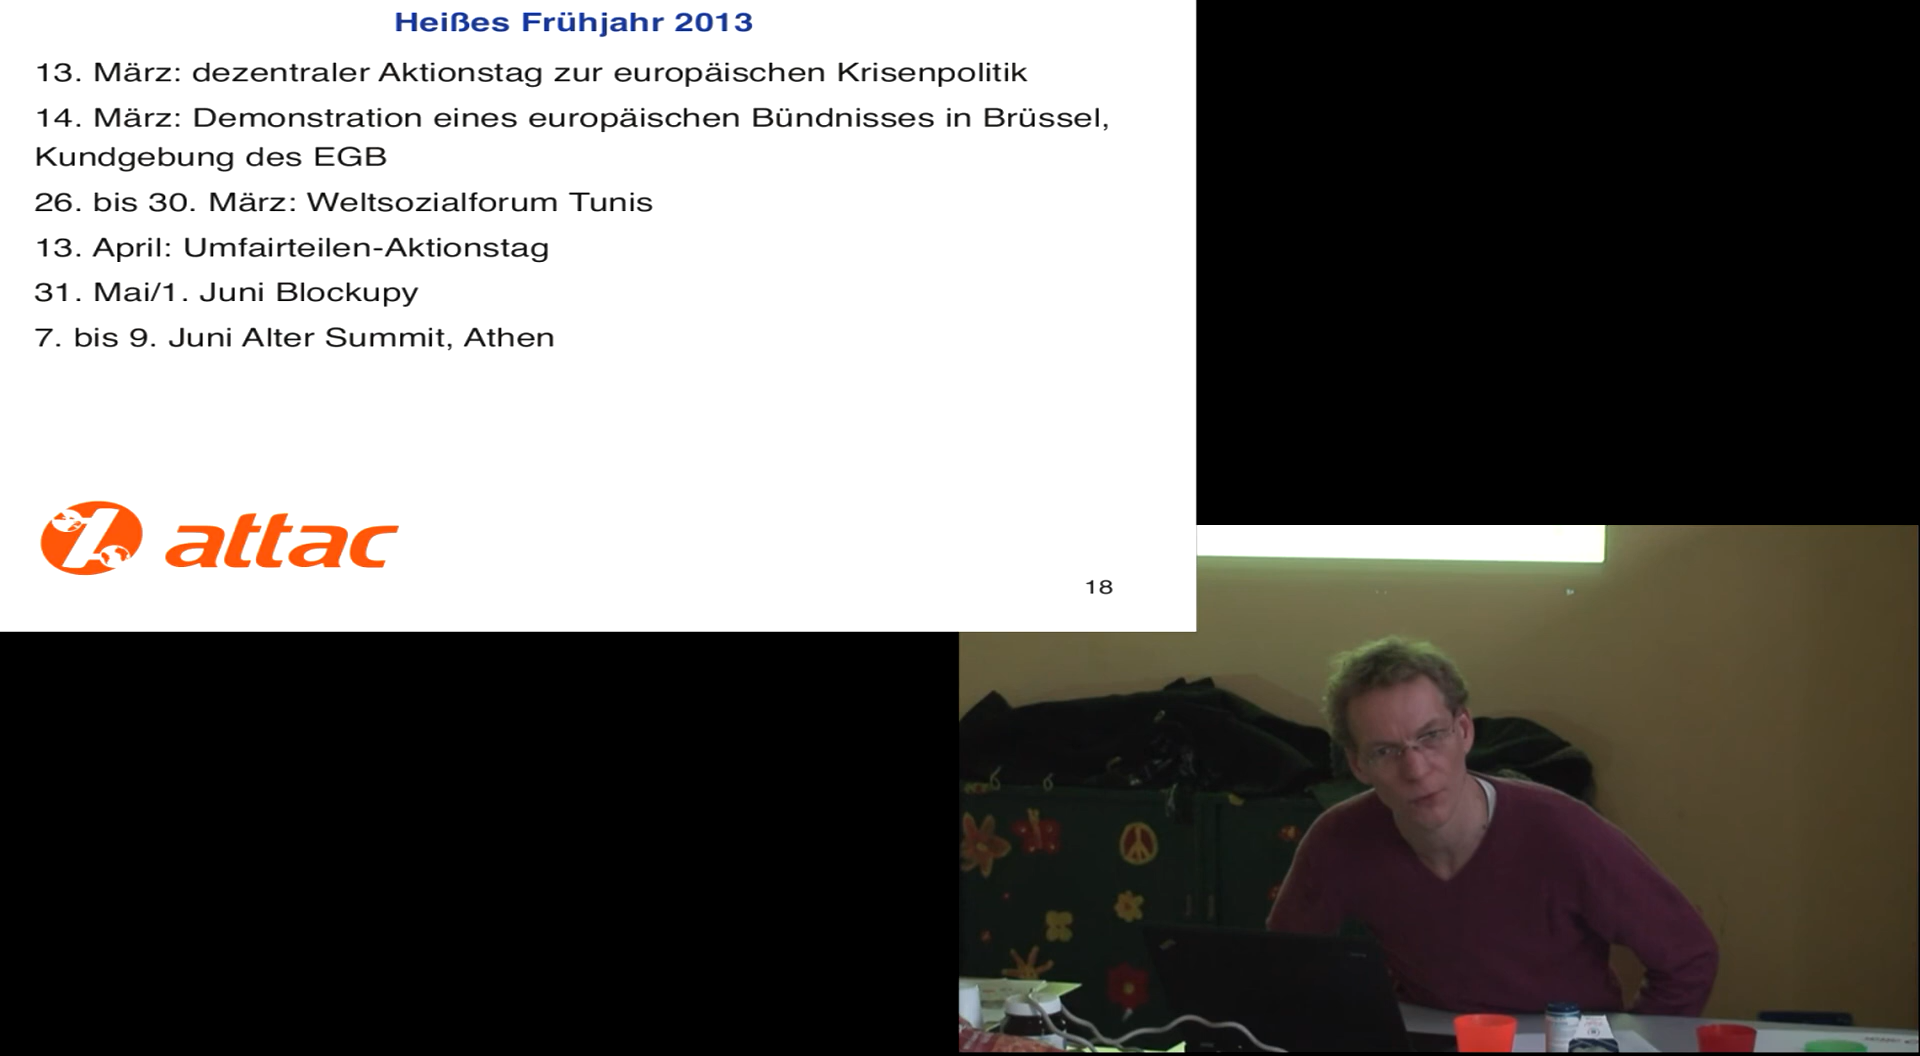 Heißes Frühjahr 2013
13. März: dezentraler Aktionstag zur europäischen Krisenpolitik
14. März: Demonstration eines europäischen Bündnisses in Brüssel,
Kundgebung des EGB
26. bis 30. März: Weltsozialforum Tunis
13. April: Umfairteilen-Aktionstag
31. Mai/1. Juni Blockupy
7. bis 9. Juni Alter Summit, Athen
attac
18